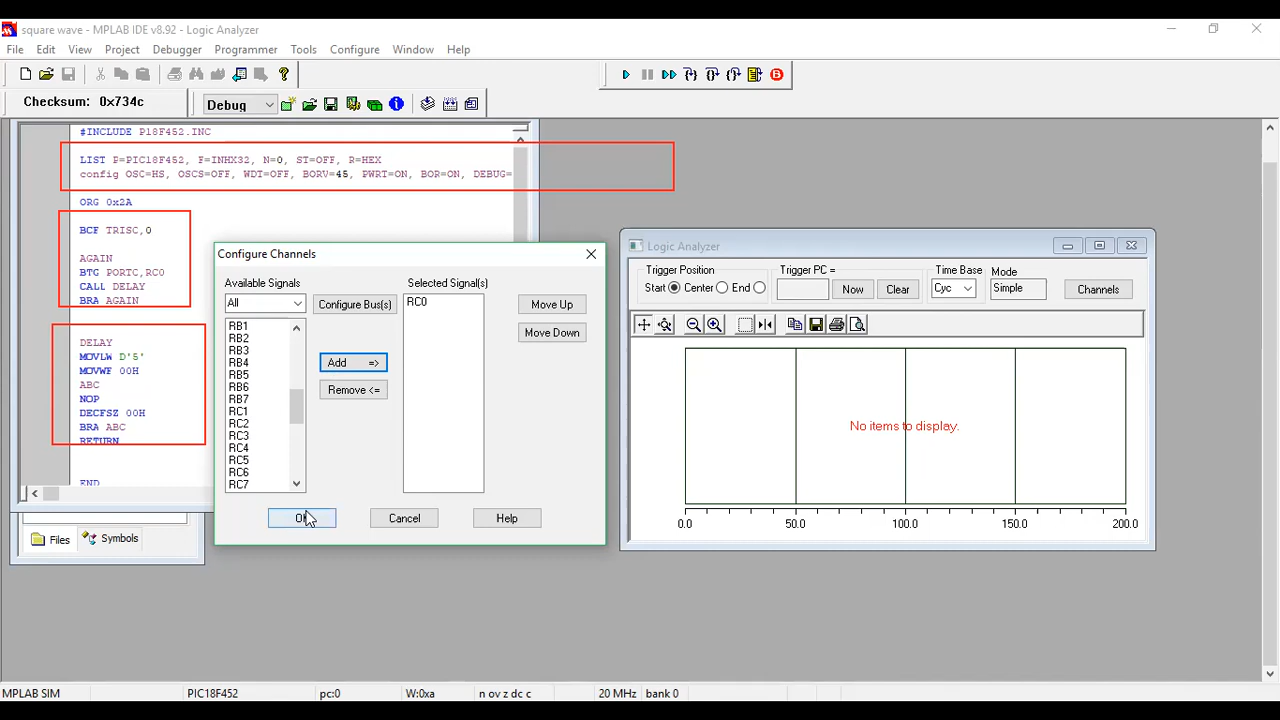 square wave - MPLAB IDE v8.92 - Logic Analyzer
File Edit View Project Debugger Programmer Tools Configure Window Help
Checksum: 0x734c
Debug
#INCLUDE P18F452.INC
LIST P=PIC18F452, F=INHX32, N=0, ST=OFF, R=HEX
config OSC=HS, OSCS=OFF, WDT=OFF, BORV=45, PWRT=ON, BOR=ON, DEBUG=
ORG 0x2A
BCF TRISC,0
AGAIN
BTG PORTC,RC0
CALL DELAY
BRA AGAIN
DELAY
MOVLW D'5'
MOVWF 00H
ABC
NOP
DECFSZ 00H
BRA ABC
RETURN
END
Files Symbols
Configure Channels
Available Signals
All
Configure Bus(s)
RB1
RB2
RB3
RB4
RB5
RB6
RB7
RC1
RC2
RC3
RC4
RC5
RC6
RC7
Add =>
Remove <=
Selected Signal(s)
RC0
Move Up
Move Down
Cancel
Help
Logic Analyzer
Trigger Position
Start Center End
Trigger PC =
Now Clear
Time Base
Cyc
Mode
Simple
Channels
No items to display.
0.0 50.0 100.0 150.0 200.0
MPLAB SIM PIC18F452 pc:0 W:0xa n ov z dc c 20 MHz bank 0